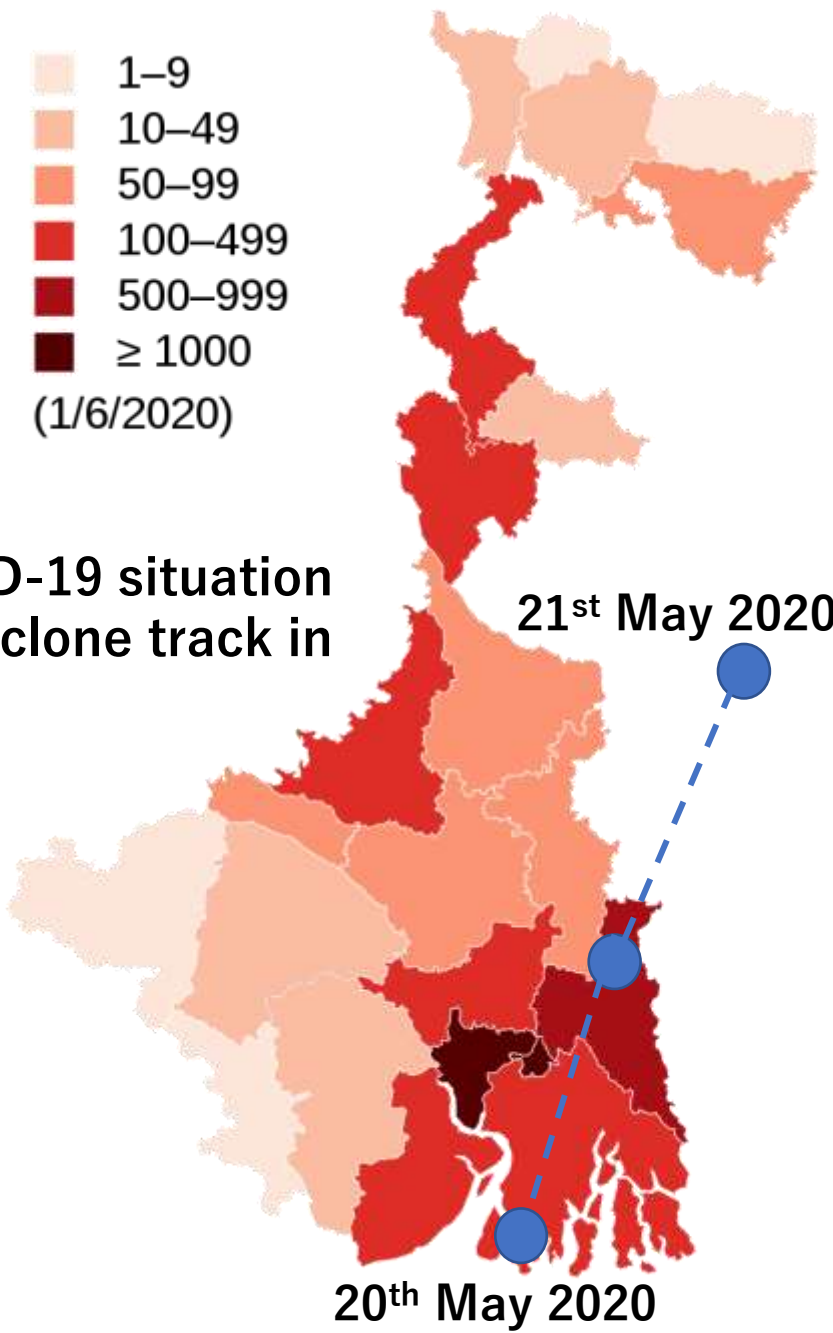 1–9
10–49
50–99
100–499
500–999
≥ 1000
(1/6/2020)
D-19 situation
clone track in
21st May 2020
20th May 2020